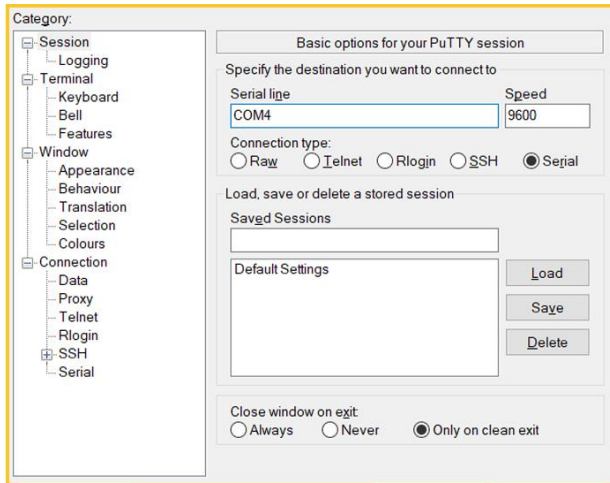 Category:
Session
Logging
Terminal
Keyboard
Bell
Features
Window
Appearance
Behaviour
Translation
Selection
Colours
Connection
Data
Proxy
Telnet
Rlogin
SSH
Serial
Basic options for your PuTTY session
Specify the destination you want to connect to
Serial line Speed
COM4 9600
Connection type:
Raw Telnet Rlogin SSH Serial
Load, save or delete a stored session
Saved Sessions
Default Settings
Load
Save
Delete
Close window on exit:
Always Never Only on clean exit